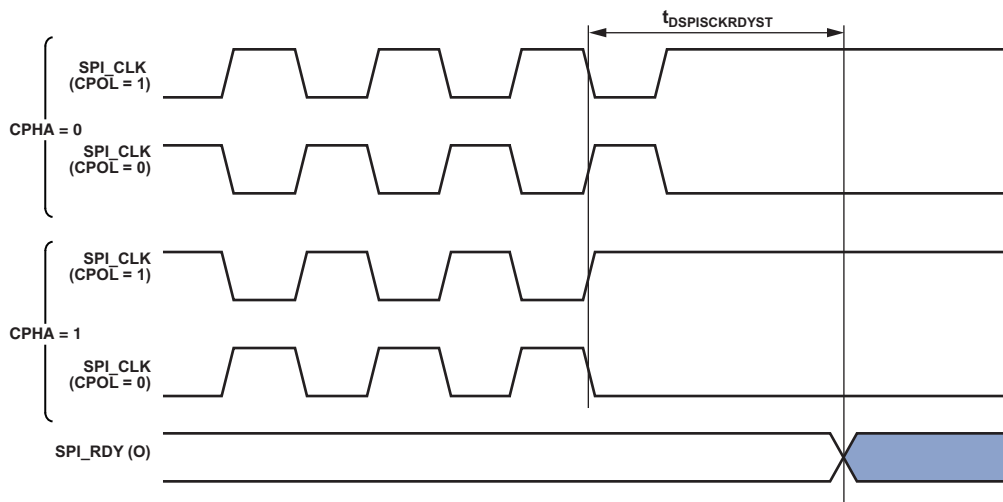 tDSPISCKRDYST
SPI_CLK
(CPOL = 1)
CPHA = 0
SPI_CLK
(CPOL = 0)
SPI_CLK
(CPOL = 1)
CPHA = 1
SPI_CLK
(CPOL = 0)
SPI_RDY (O)